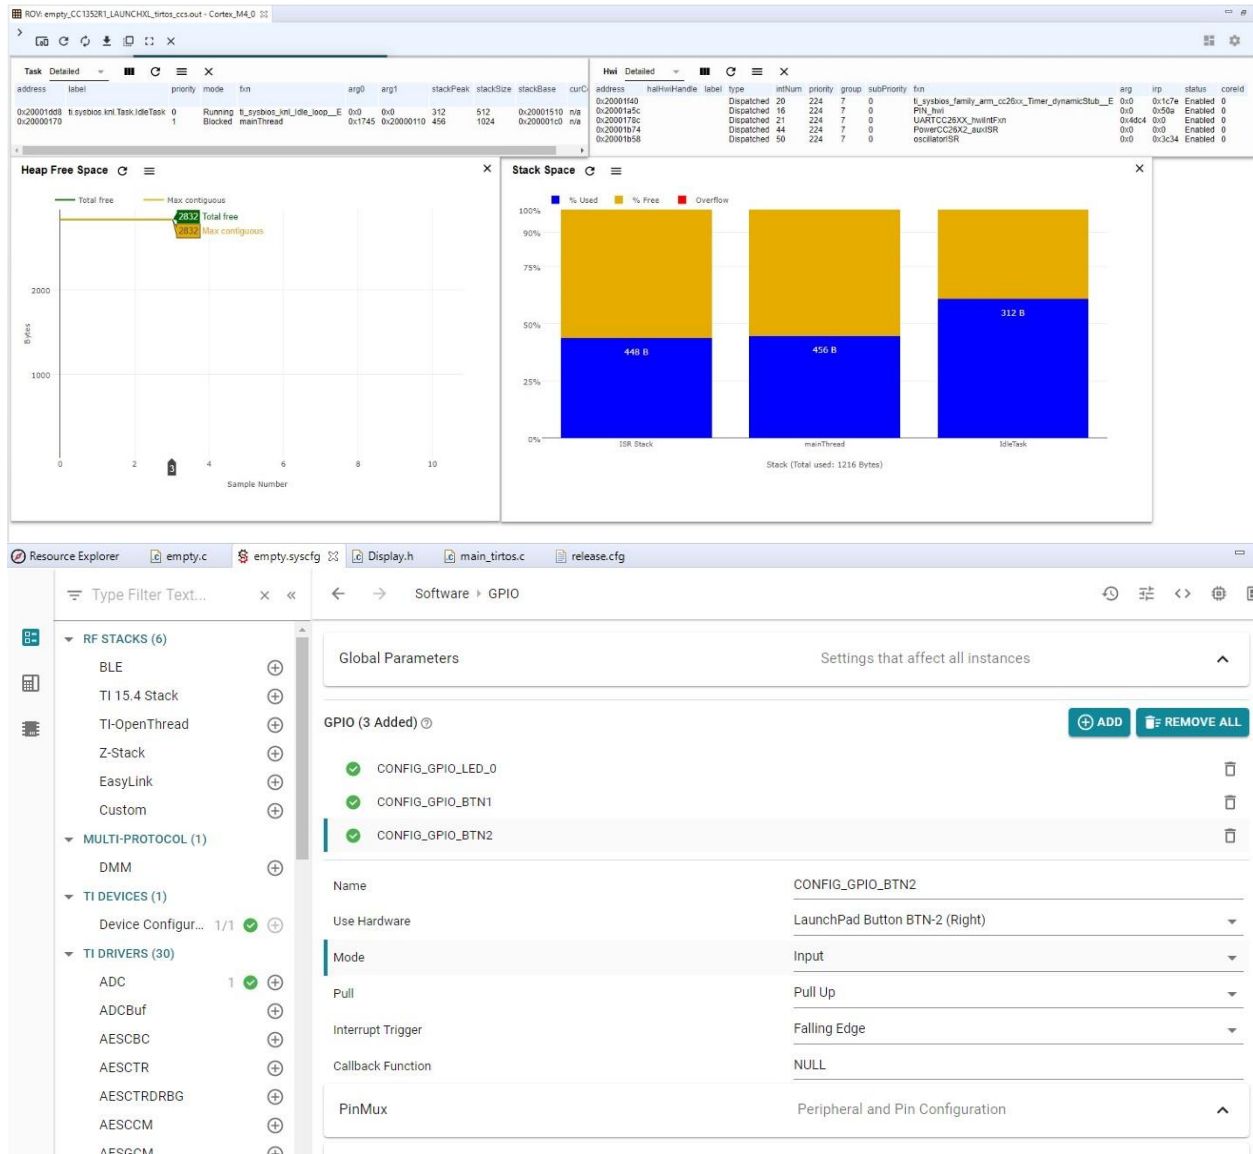 ROV: empty_CC1352R1_LAUNCHXL_tirtos_ccs.out - Cortex_M4_0
Task Detailed
address label priority mode fxn arg0 arg1 stackPeak stackSize stackBase curC
0x20001dd8 ti.sysbios.knl.Task.IdleTask 0 Running ti_sysbios_knl_Idle_loop__E 0x0 0x0 312 512 0x20001510 n/a
0x20000170 1 Blocked mainThread 0x1745 0x20000110 456 1024 0x200001c0 n/a
Hwi Detailed
address halHwiHandle label type intNum priority group subPriority fxn arg irp status coreId
0x20001f40 Dispatched 20 224 7 0 ti_sysbios_family_arm_cc26xx_Timer_dynamicStub__E 0x0 0x1c7e Enabled 0
0x20001a5c Dispatched 16 224 7 0 PIN_hwi 0x0 0x50a Enabled 0
0x2000178c Dispatched 21 224 7 0 UARTCC26XX_hwiIntFxn 0x4dc4 0x0 Enabled 0
0x20001b74 Dispatched 44 224 7 0 PowerCC26X2_auxISR 0x0 0x0 Enabled 0
0x20001b58 Dispatched 50 224 7 0 oscillatorISR 0x0 0x3c34 Enabled 0
Heap Free Space
Total free Max contiguous
2832 Total free
2832 Max contiguous
2000
1000
Bytes
0 2 3 4 6 8 10
Sample Number
Stack Space
% Used % Free Overflow
100%
90%
75%
50%
25%
0%
448 B
456 B
312 B
ISR Stack mainThread IdleTask
Stack (Total used: 1216 Bytes)
Resource Explorer empty.c empty.syscfg Display.h main_tirtos.c release.cfg
Type Filter Text...
Software GPIO
RF STACKS (6)
BLE
TI 15.4 Stack
TI-OpenThread
Z-Stack
EasyLink
Custom
MULTI-PROTOCOL (1)
DMM
TI DEVICES (1)
Device Configur... 1/1
TI DRIVERS (30)
ADC 1
ADCBuf
AESCBC
AESCTR
AESCTRDRBG
AESCCM
AESGCM
Global Parameters Settings that affect all instances
GPIO (3 Added)
ADD REMOVE ALL
CONFIG_GPIO_LED_0
CONFIG_GPIO_BTN1
CONFIG_GPIO_BTN2
Name CONFIG_GPIO_BTN2
Use Hardware LaunchPad Button BTN-2 (Right)
Mode Input
Pull Pull Up
Interrupt Trigger Falling Edge
Callback Function NULL
PinMux Peripheral and Pin Configuration